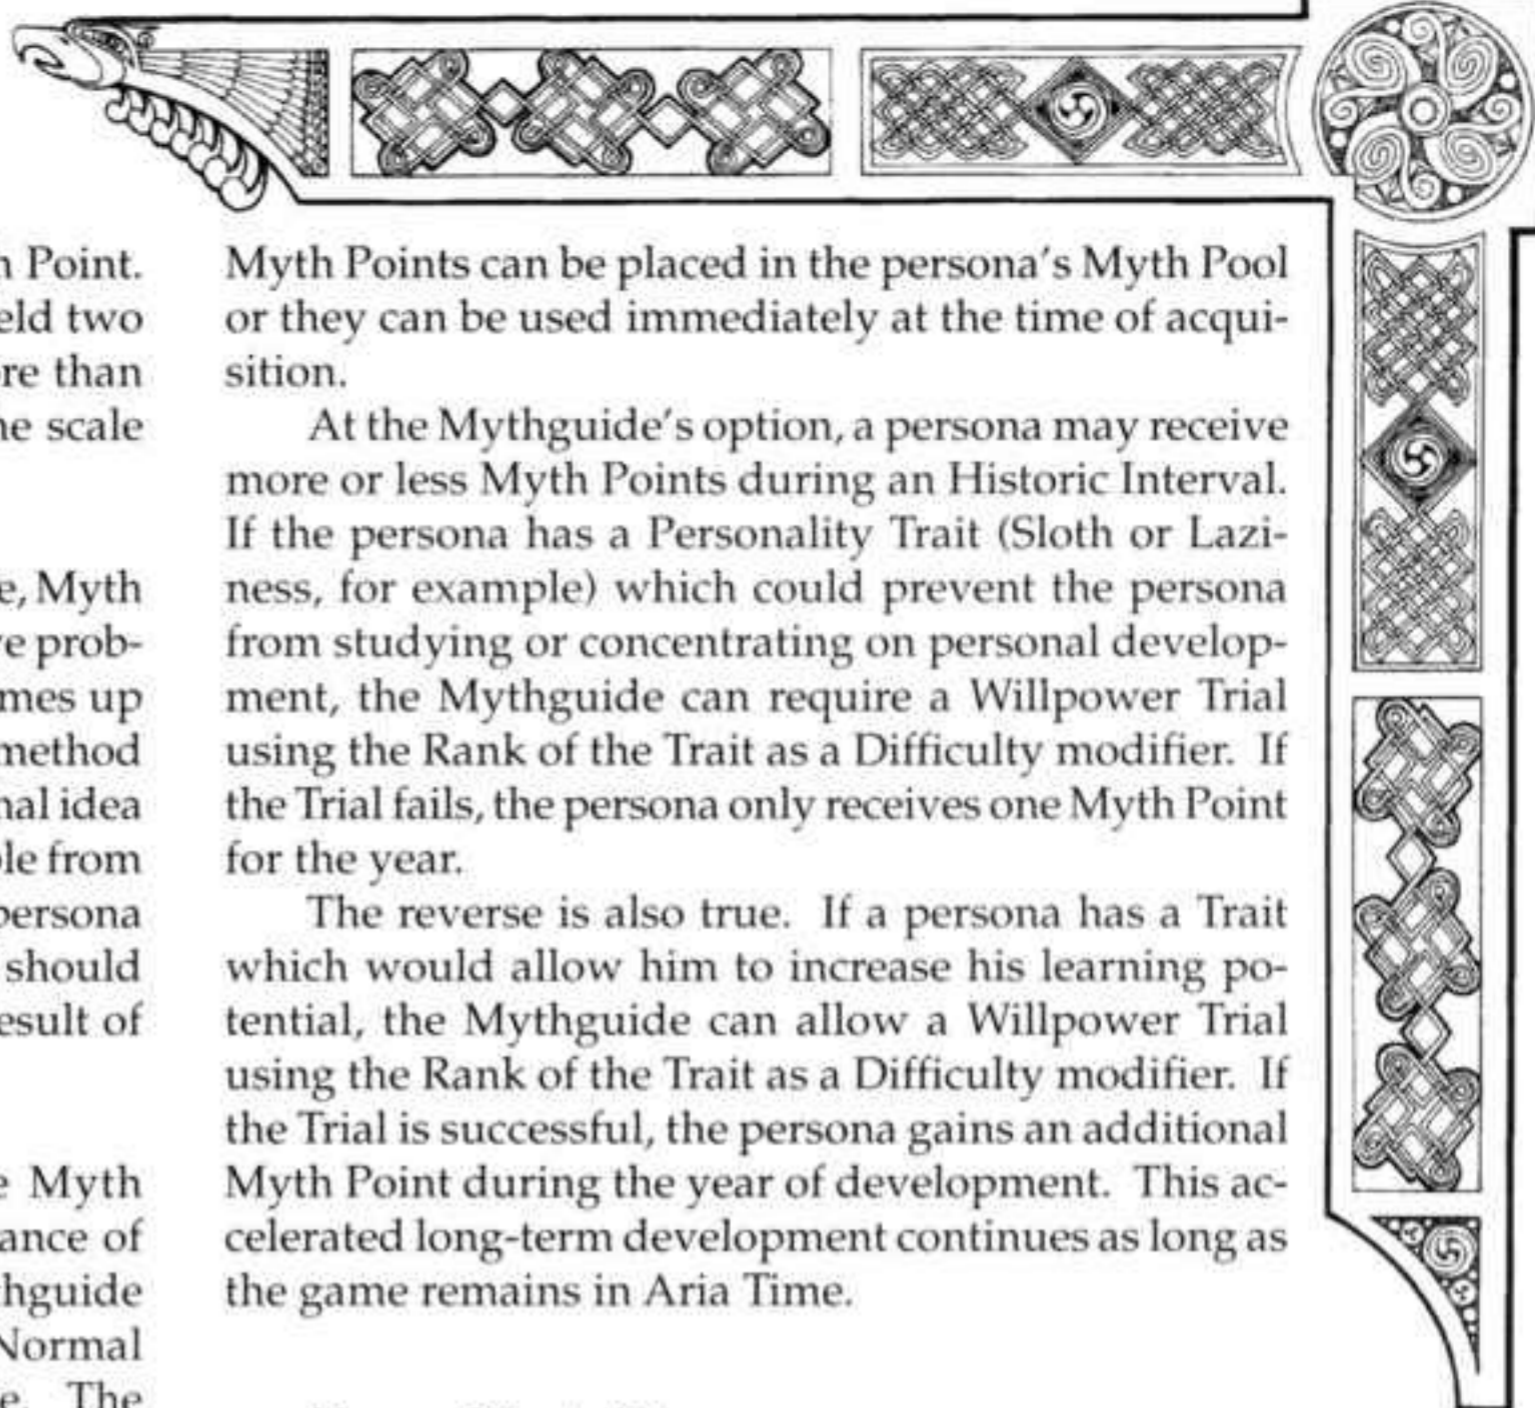 Point.
two
than
scale
Myth
prob-
up
method
idea
from
persona
should
of
Myth
of
Normal
The
Myth Points can be placed in the persona's Myth Pool
or they can be used immediately at the time of acqui-
sition.
At the Mythguide's option, a persona may receive
more or less Myth Points during an Historic Interval.
If the persona has a Personality Trait (Sloth or Lazi-
ness, for example) which could prevent the persona
from studying or concentrating on personal develop-
ment, the Mythguide can require a Willpower Trial
using the Rank of the Trait as a Difficulty modifier. If
the Trial fails, the persona only receives one Myth Point
for the year.
The reverse is also true. If a persona has a Trait
which would allow him to increase his learning po-
tential, the Mythguide can allow a Willpower Trial
using the Rank of the Trait as a Difficulty modifier. If
the Trial is successful, the persona gains an additional
Myth Point during the year of development. This ac-
celerated long-term development continues as long as
the game remains in Aria Time.